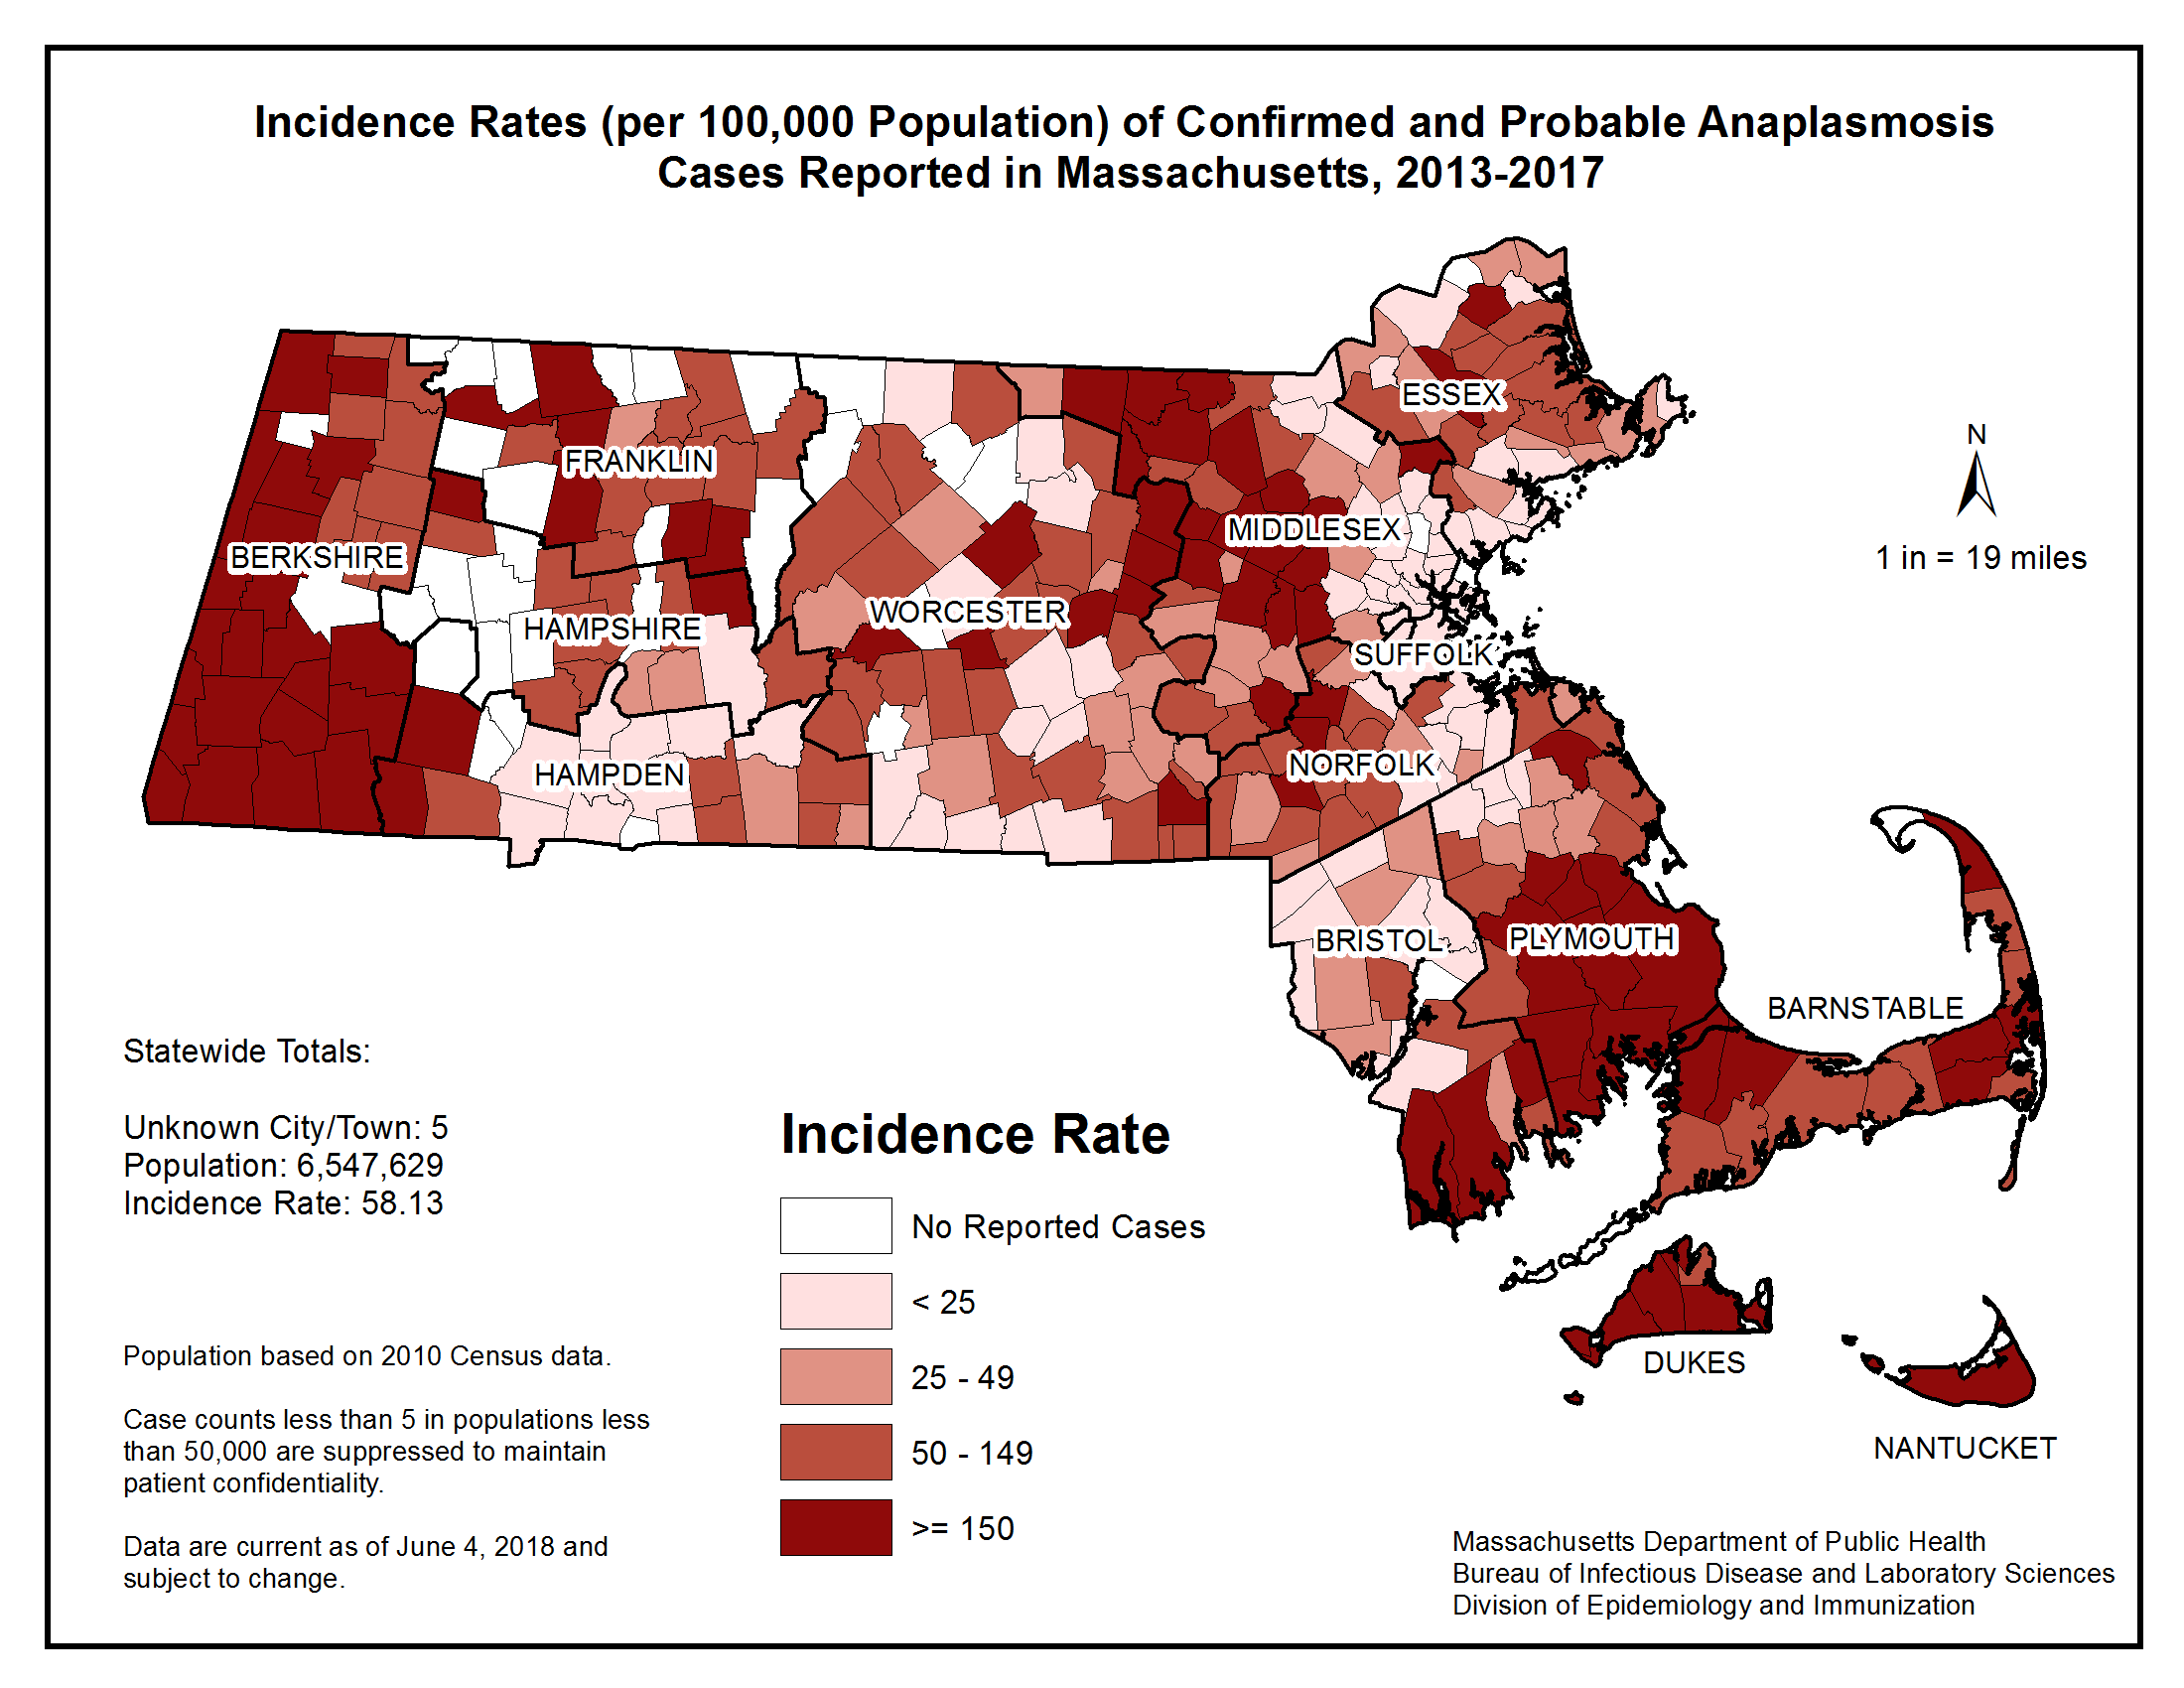 Incidence Rates (per 100,000 Population) of Confirmed and Probable Anaplasmosis
Cases Reported in Massachusetts, 2013-2017
ESSEX
N
FRANKLIN
MIDDLESEX
BERKSHIRE
1 in = 19 miles
WORCESTER
HAMPSHIRE
SUFFOLK
NORFOLK
HAMPDEN
BRISTOL
PLYMOUTH
BARNSTABLE
Statewide Totals:
Unknown City/Town: 5
Population: 6,547,629
Incidence Rate: 58.13
Incidence Rate
No Reported Cases
< 25
25 - 49
50 - 149
>= 150
DUKES
NANTUCKET
Population based on 2010 Census data.
Case counts less than 5 in populations less
than 50,000 are suppressed to maintain
patient confidentiality.
Data are current as of June 4, 2018 and
subject to change.
Massachusetts Department of Public Health
Bureau of Infectious Disease and Laboratory Sciences
Division of Epidemiology and Immunization